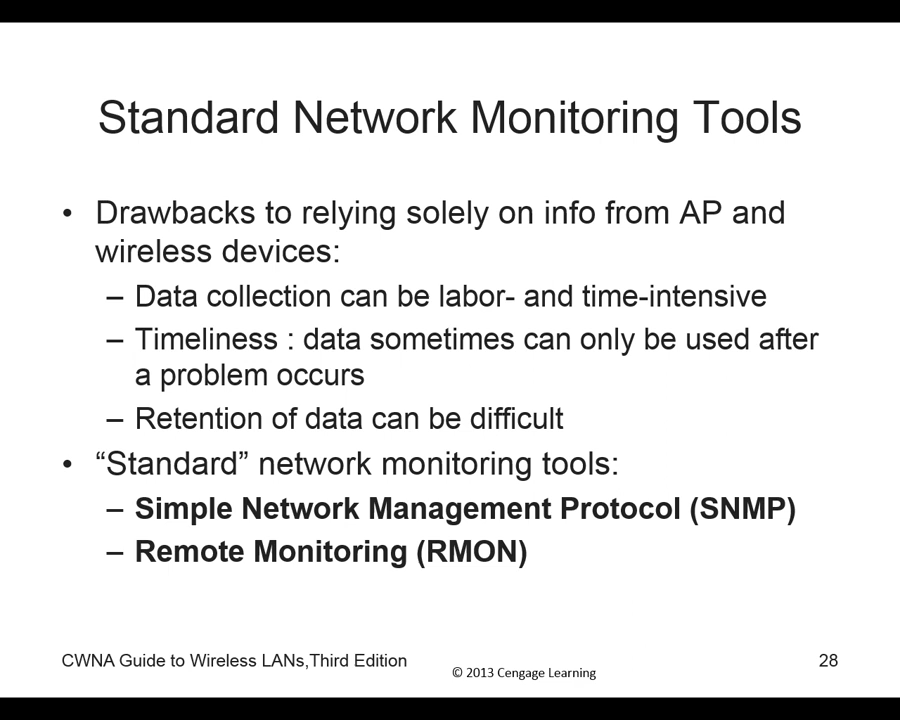 Standard Network Monitoring Tools
• Drawbacks to relying solely on info from AP and
wireless devices:
– Data collection can be labor- and time-intensive
– Timeliness : data sometimes can only be used after
a problem occurs
– Retention of data can be difficult
• “Standard” network monitoring tools:
– Simple Network Management Protocol (SNMP)
– Remote Monitoring (RMON)
CWNA Guide to Wireless LANs,Third Edition
© 2013 Cengage Learning
28